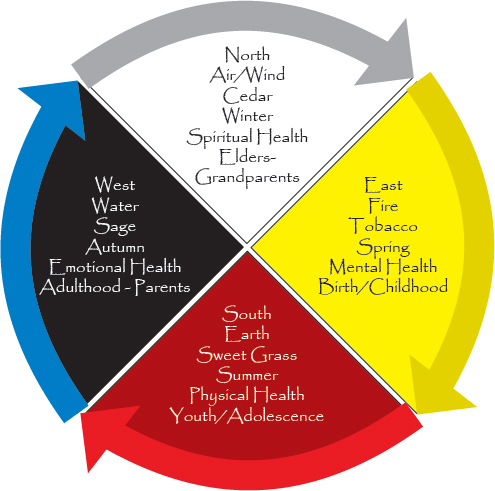 North
Air/Wind
Cedar
Winter
Spiritual Health
Elders-
Grandparents
West
Water
Sage
Autumn
Emotional Health
Adulthood - Parents
East
Fire
Tobacco
Spring
Mental Health
Birth/Childhood
South
Earth
Sweet Grass
Summer
Physical Health
Youth/Adolescence